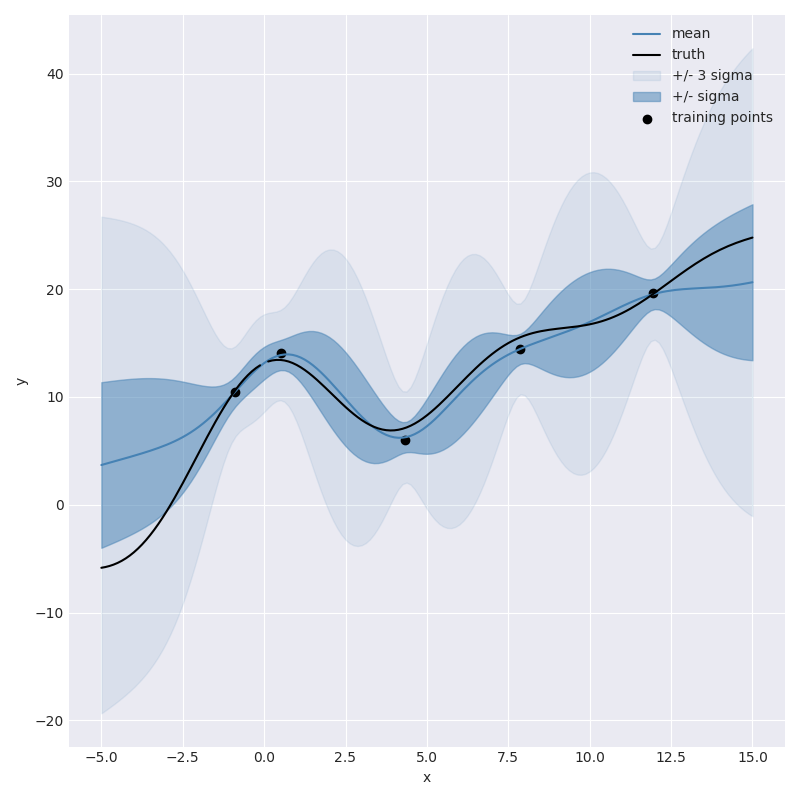 mean
truth
+/- 3 sigma
+/- sigma
training points
40
30
20
10
0
−10
−20
y
−5.0 −2.5 0.0 2.5 5.0 7.5 10.0 12.5 15.0
x